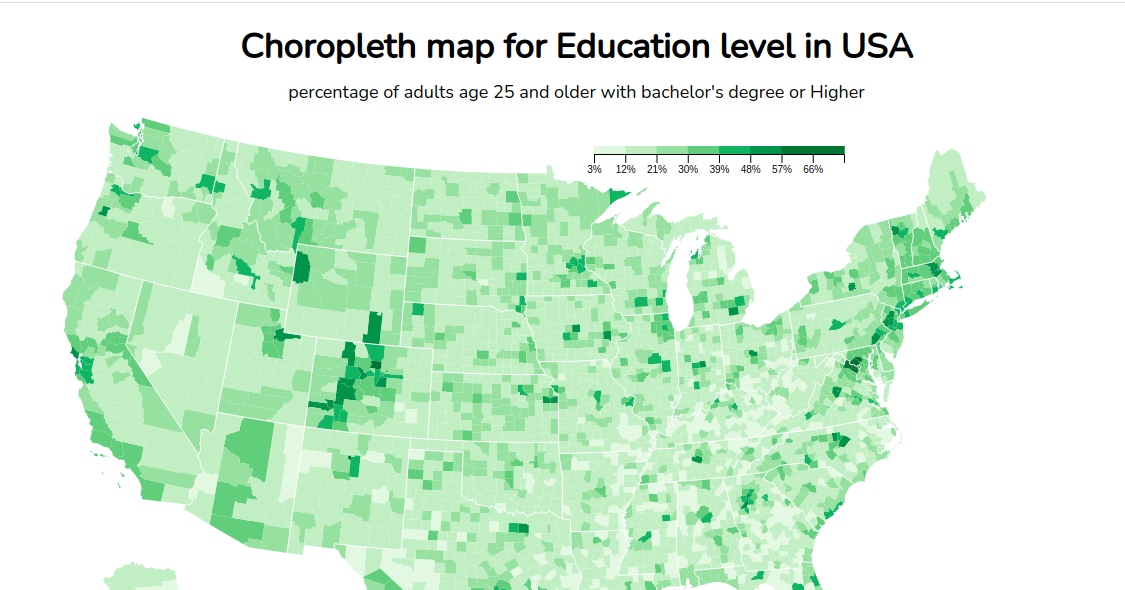 Choropleth map for Education level in USA
percentage of adults age 25 and older with bachelor's degree or Higher
3% 12% 21% 30% 39% 48% 57% 66%